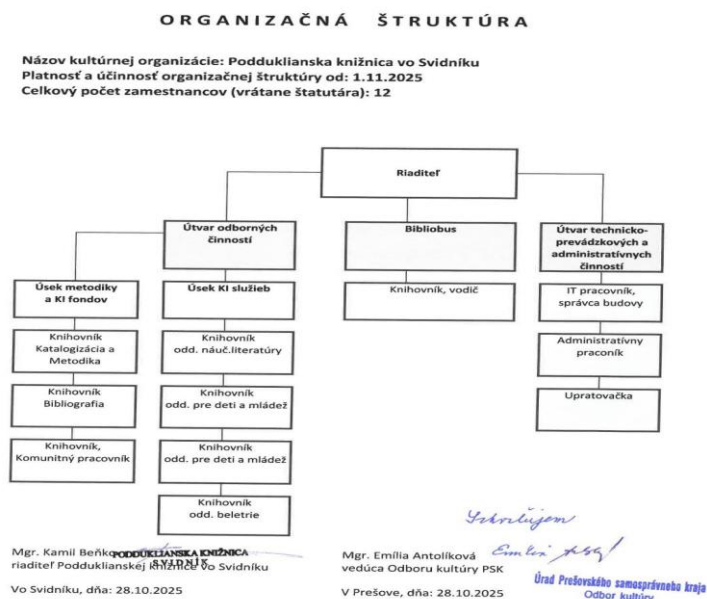 ORGANIZAČNÁ ŠTRUKTÚRA
Názov kultúrnej organizácie: Podduklianska knižnica vo Svidníku
Platnosť a účinnosť organizačnej štruktúry od: 1.11.2025
Celkový počet zamestnancov (vrátane štatutára): 12
Riaditeľ
Útvar odborných
činností
Bibliobus
Útvar technicko-
prevádzkových a
administratívnych
činností
Úsek metodiky
a KI fondov
Úsek KI služieb
Knihovník, vodič
IT pracovník,
správca budovy
Knihovník
Katalogizácia a
Metodika
Knihovník
odd. náuč.literatúry
Administratívny
praconík
Knihovník
Bibliografia
Knihovník
odd. pre deti a mládež
Upratovačka
Knihovník,
Komunitný pracovník
Knihovník
odd. pre deti a mládež
Knihovník
odd. beletrie
Schvaľujem
Mgr. Kamil Beňko
PODDUKLIANSKA KNIŽNICA
SVIDNÍK
riaditeľ Podduklianskej knižnice vo Svidníku
Vo Svidníku, dňa: 28.10.2025
Mgr. Emília Antolíková
vedúca Odboru kultúry PSK
V Prešove, dňa: 28.10.2025
Úrad Prešovského samosprávneho kraja
Odbor kultúry